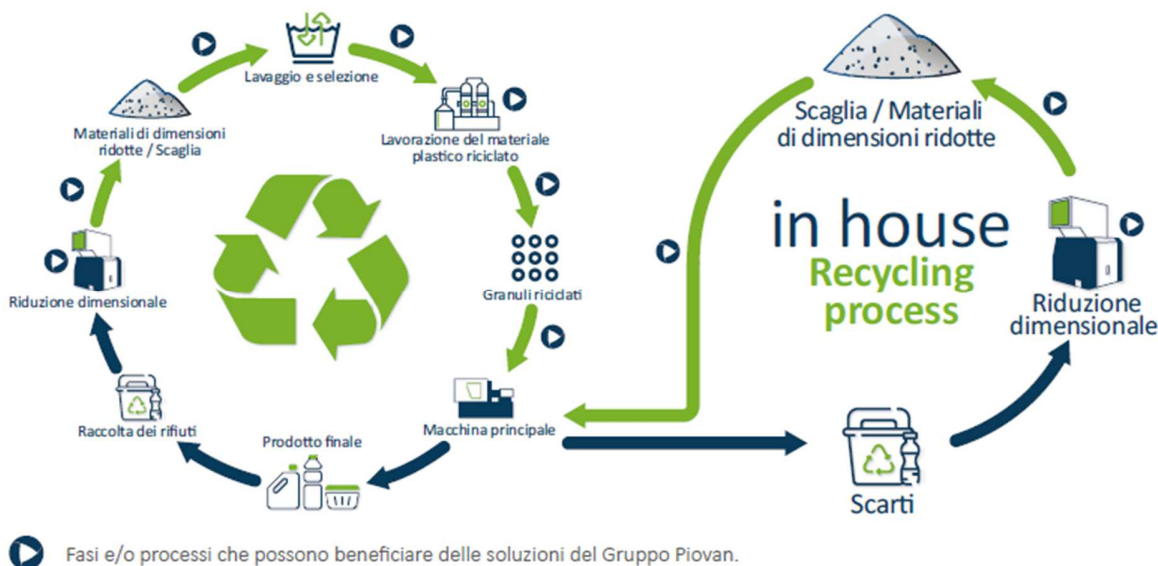 Lavaggio e selezione
Materiali di dimensioni
ridotte / Scaglia
Lavorazione del materiale
plastico riciclato
Riduzione dimensionale
Granuli riciclati
Raccolta dei rifiuti
Prodotto finale
Macchina principale
Scaglia / Materiali
di dimensioni ridotte
in house
Recycling
process
Riduzione
dimensionale
Scarti
Fasi e/o processi che possono beneficiare delle soluzioni del Gruppo Piovan.